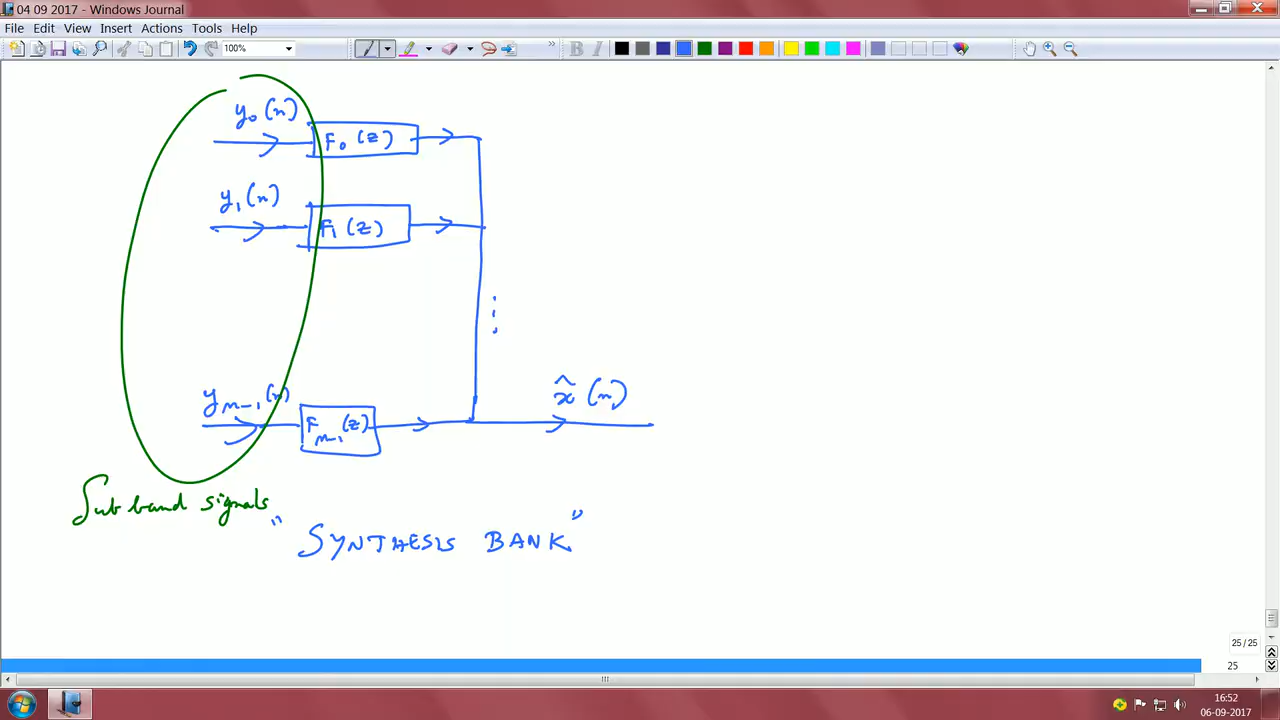 04 09 2017 - Windows Journal
File Edit View Insert Actions Tools Help
100%
y₀(n)
F₀(z)
y₁(n)
F₁(z)
x̂(n)
yM-1(n)
FM-1(z)
Sub band signals
"SYNTHESIS BANK"
25/25
25
16:52
06-09-2017